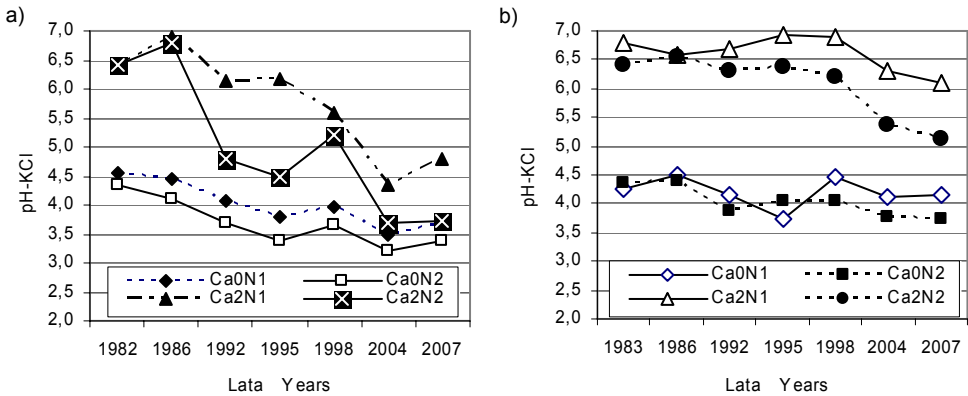 a)
7,0
6,5
6,0
5,5
5,0
4,5
4,0
3,5
3,0
2,5
2,0
pH-KCl
Ca0N1 Ca0N2
Ca2N1 Ca2N2
1982 1986 1992 1995 1998 2004 2007
Lata Years
b)
7,0
6,5
6,0
5,5
5,0
4,5
4,0
3,5
3,0
2,5
2,0
pH-KCl
Ca0N1 Ca0N2
Ca2N1 Ca2N2
1983 1986 1992 1995 1998 2004 2007
Lata Years